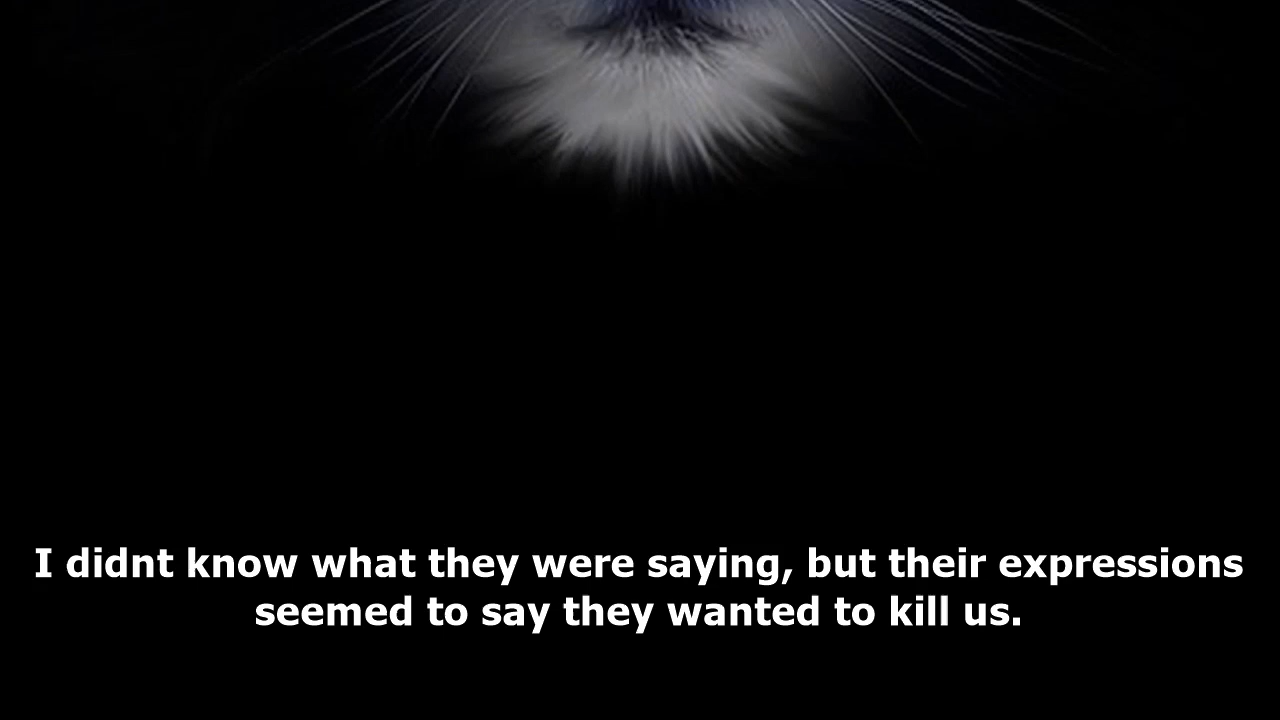 I didnt know what they were saying, but their expressions
seemed to say they wanted to kill us.